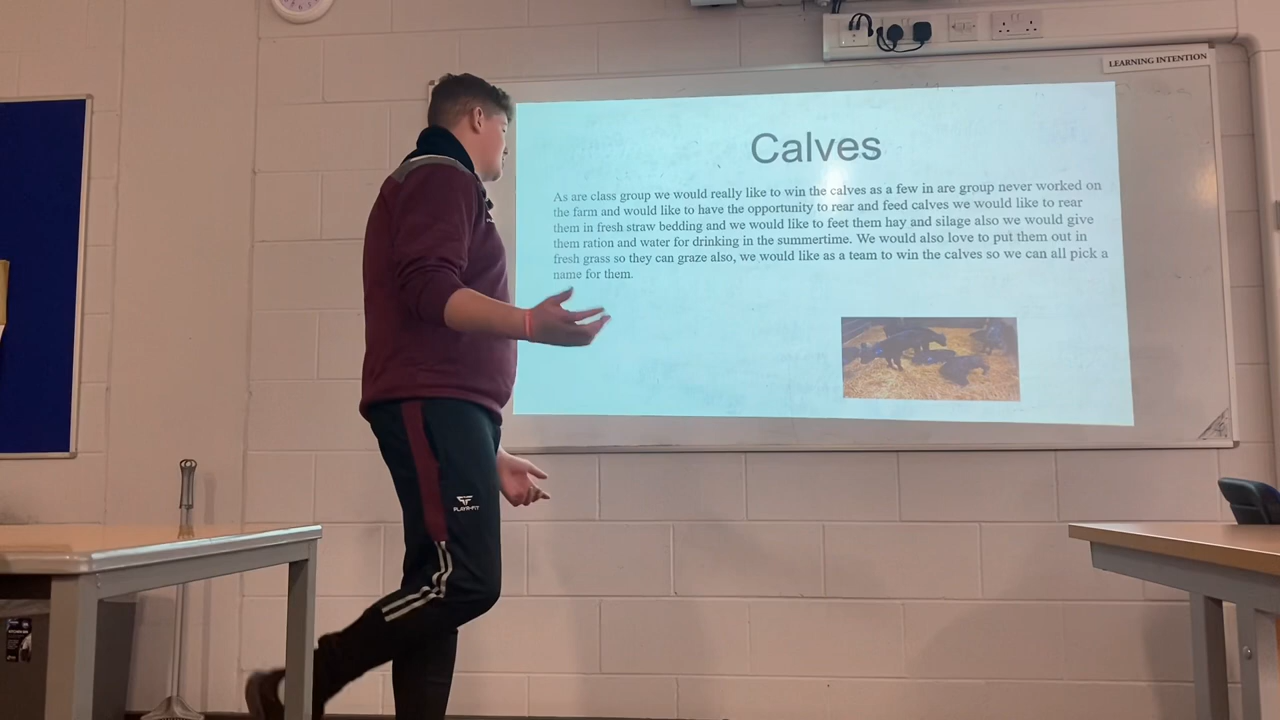 LEARNING INTENTION
Calves
As are class group we would really like to win the calves as a few in are group never worked on
the farm and would like to have the opportunity to rear and feed calves we would like to rear
them in fresh straw bedding and we would like to feet them hay and silage also we would give
them ration and water for drinking in the summertime. We would also love to put them out in
fresh grass so they can graze also, we would like as a team to win the calves so we can all pick a
name for them.
PLAYR-FIT